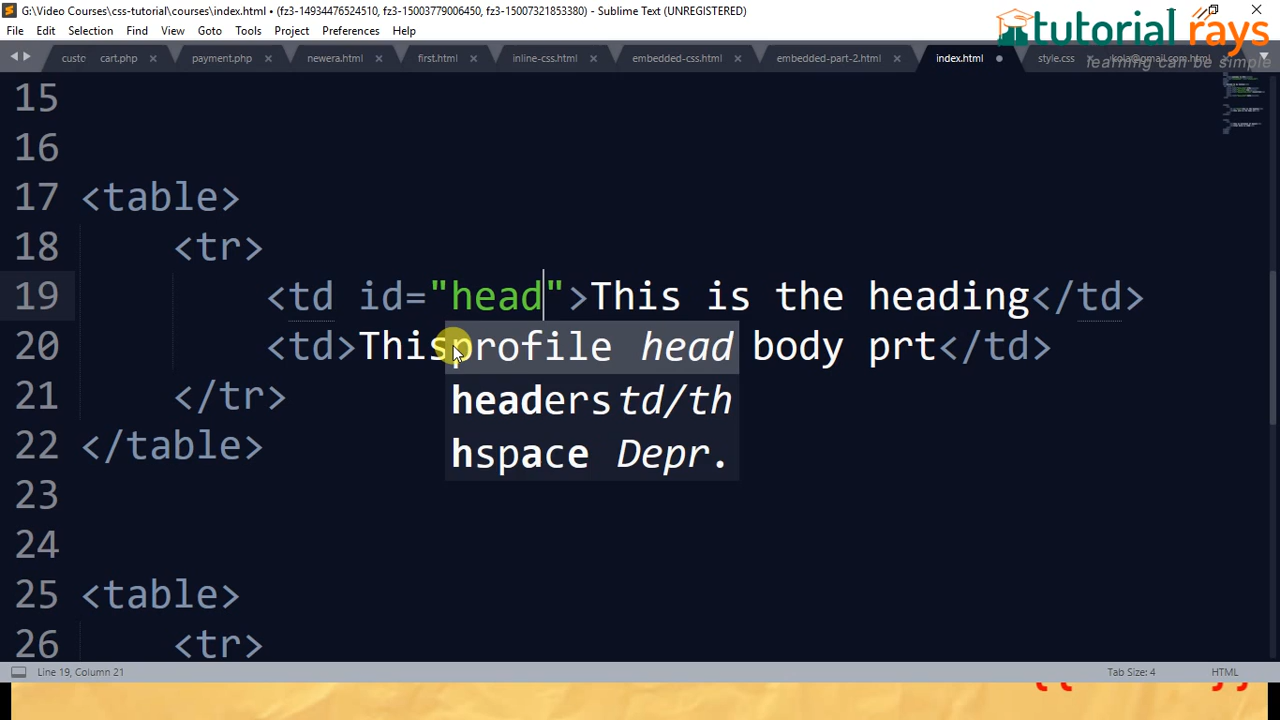 G:\Video Courses\css-tutorial\courses\index.html • (fz3-14934476524510, fz3-15003779006450, fz3-15007321853380) - Sublime Text (UNREGISTERED)
File Edit Selection Find View Goto Tools Project Preferences Help
tutorial rays
learning can be simple
custo cart.php payment.php newera.html first.html inline-css.html embedded-css.html embedded-part-2.html index.html style.css kola@gmail.com.html
15
16
17 <table>
18 <tr>
19 <td id="head">This is the heading</td>
20 <td>This body prt</td>
profile head
21 </tr>
headers td/th
22 </table>
hspace Depr.
23
24
25 <table>
26 <tr>
Line 19, Column 21 Tab Size: 4 HTML